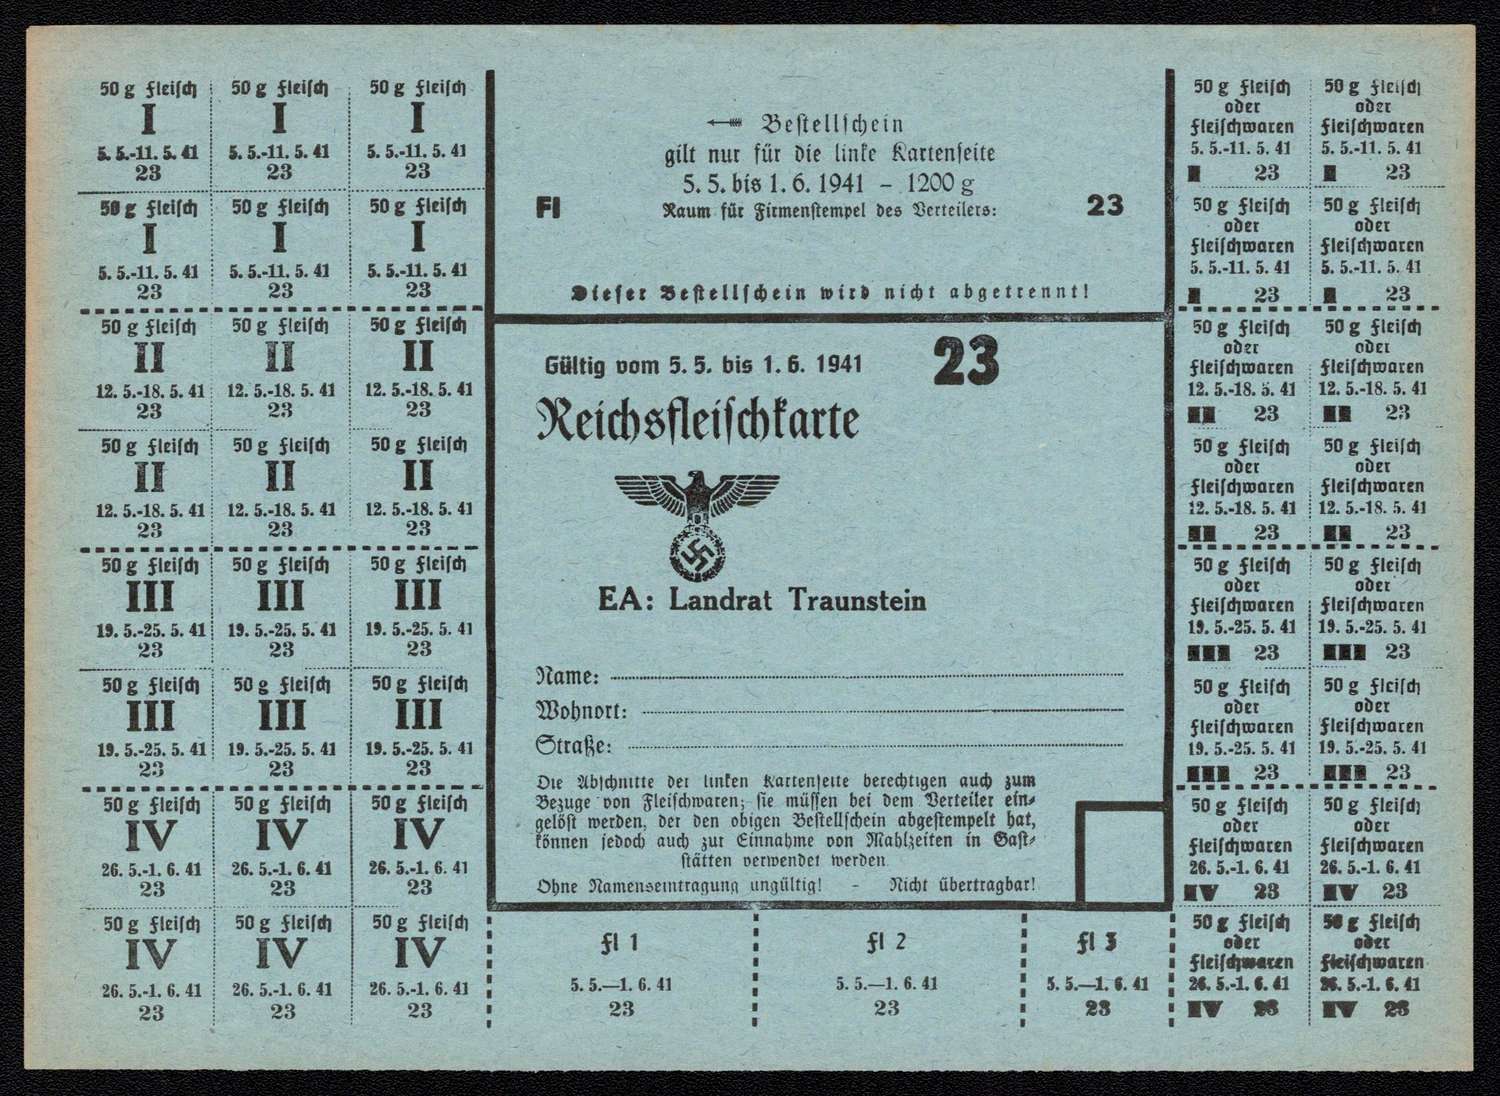 50 g Fleisch
I
5. 5.-11. 5. 41
23
50 g Fleisch
I
5. 5.-11. 5. 41
23
50 g Fleisch
I
5. 5.-11. 5. 41
23
50 g Fleisch
I
5. 5.-11. 5. 41
23
50 g Fleisch
I
5. 5.-11. 5. 41
23
50 g Fleisch
I
5. 5.-11. 5. 41
23
50 g Fleisch
II
12. 5.-18. 5. 41
23
50 g Fleisch
II
12. 5.-18. 5. 41
23
50 g Fleisch
II
12. 5.-18. 5. 41
23
50 g Fleisch
II
12. 5.-18. 5. 41
23
50 g Fleisch
II
12. 5.-18. 5. 41
23
50 g Fleisch
II
12. 5.-18. 5. 41
23
50 g Fleisch
III
19. 5.-25. 5. 41
23
50 g Fleisch
III
19. 5.-25. 5. 41
23
50 g Fleisch
III
19. 5.-25. 5. 41
23
50 g Fleisch
III
19. 5.-25. 5. 41
23
50 g Fleisch
III
19. 5.-25. 5. 41
23
50 g Fleisch
III
19. 5.-25. 5. 41
23
50 g Fleisch
IV
26. 5.-1. 6. 41
23
50 g Fleisch
IV
26. 5.-1. 6. 41
23
50 g Fleisch
IV
26. 5.-1. 6. 41
23
50 g Fleisch
IV
26. 5.-1. 6. 41
23
50 g Fleisch
IV
26. 5.-1. 6. 41
23
50 g Fleisch
IV
26. 5.-1. 6. 41
23
Bestellschein
gilt nur für die linke Kartenseite
5. 5. bis 1. 6. 1941 – 1200 g
Fl Raum für Firmenstempel des Verteilers: 23
Dieser Bestellschein wird nicht abgetrennt!
Gültig vom 5. 5. bis 1. 6. 1941 23
Reichsfleischkarte
EA: Landrat Traunstein
Name:
Wohnort:
Straße:
Die Abschnitte der linken Kartenseite berechtigen auch zum
Bezuge von Fleischwaren; sie müssen bei dem Verteiler ein-
gelöst werden, der den obigen Bestellschein abgestempelt hat,
können jedoch auch zur Einnahme von Mahlzeiten in Gast-
stätten verwendet werden
Ohne Namenseintragung ungültig! - Nicht übertragbar!
Fl 1
5. 5.—1. 6. 41
23
Fl 2
5. 5.—1. 6. 41
23
Fl 3
5. 5.—1. 6. 41
23
50 g Fleisch
oder
Fleischwaren
5. 5.-11. 5. 41
I 23
50 g Fleisch
oder
Fleischwaren
5. 5.-11. 5. 41
I 23
50 g Fleisch
oder
Fleischwaren
5. 5.-11. 5. 41
I 23
50 g Fleisch
oder
Fleischwaren
5. 5.-11. 5. 41
I 23
50 g Fleisch
oder
Fleischwaren
12. 5.-18. 5. 41
II 23
50 g Fleisch
oder
Fleischwaren
12. 5.-18. 5. 41
II 23
50 g Fleisch
oder
Fleischwaren
12. 5.-18. 5. 41
II 23
50 g Fleisch
oder
Fleischwaren
12. 5.-18. 5. 41
II 23
50 g Fleisch
oder
Fleischwaren
19. 5.-25. 5. 41
III 23
50 g Fleisch
oder
Fleischwaren
19. 5.-25. 5. 41
III 23
50 g Fleisch
oder
Fleischwaren
19. 5.-25. 5. 41
III 23
50 g Fleisch
oder
Fleischwaren
19. 5.-25. 5. 41
III 23
50 g Fleisch
oder
Fleischwaren
26. 5.-1. 6. 41
IV 23
50 g Fleisch
oder
Fleischwaren
26. 5.-1. 6. 41
IV 23
50 g Fleisch
oder
Fleischwaren
26. 5.-1. 6. 41
IV 23
50 g Fleisch
oder
Fleischwaren
26. 5.-1. 6. 41
IV 23